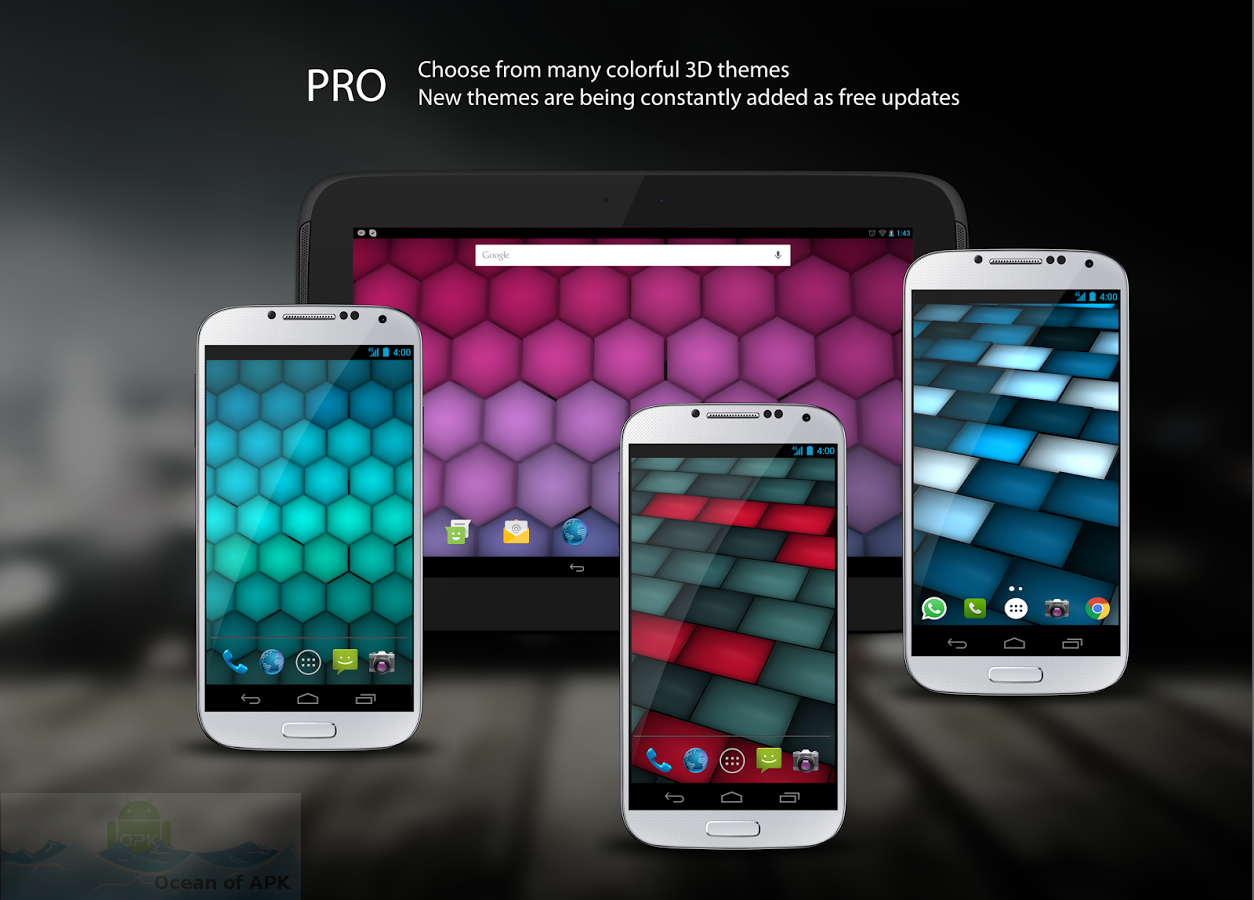 PRO
Choose from many colorful 3D themes
New themes are being constantly added as free updates
1:43
Google
4:00
4:00
4:00
APK
Ocean of APK